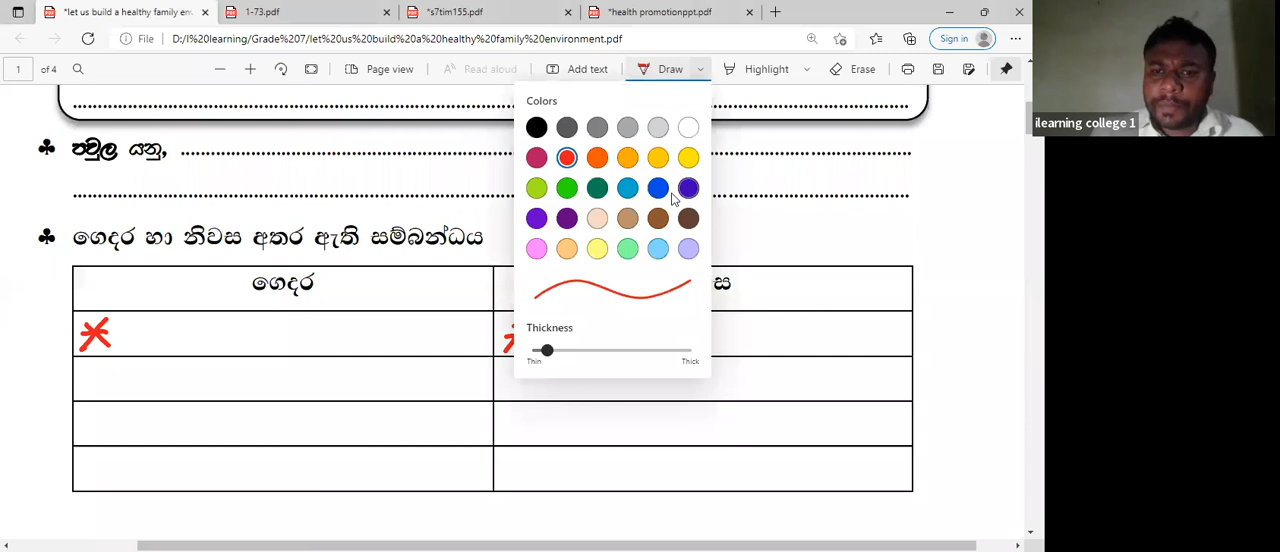 *let us build a healthy family env
1-73.pdf
*s7tim155.pdf
*health promotionppt.pdf
File
D:/I%20learning/Grade%207/let%20us%20build%20a%20healthy%20family%20environment.pdf
Sign in
1 of 4
Page view
Read aloud
Add text
Draw
Highlight
Erase
Colors
Thickness
Thin
Thick
ilearning college 1
පවුල යනු,
ගෙදර හා නිවස අතර ඇති සම්බන්ධය
ගෙදර
ස